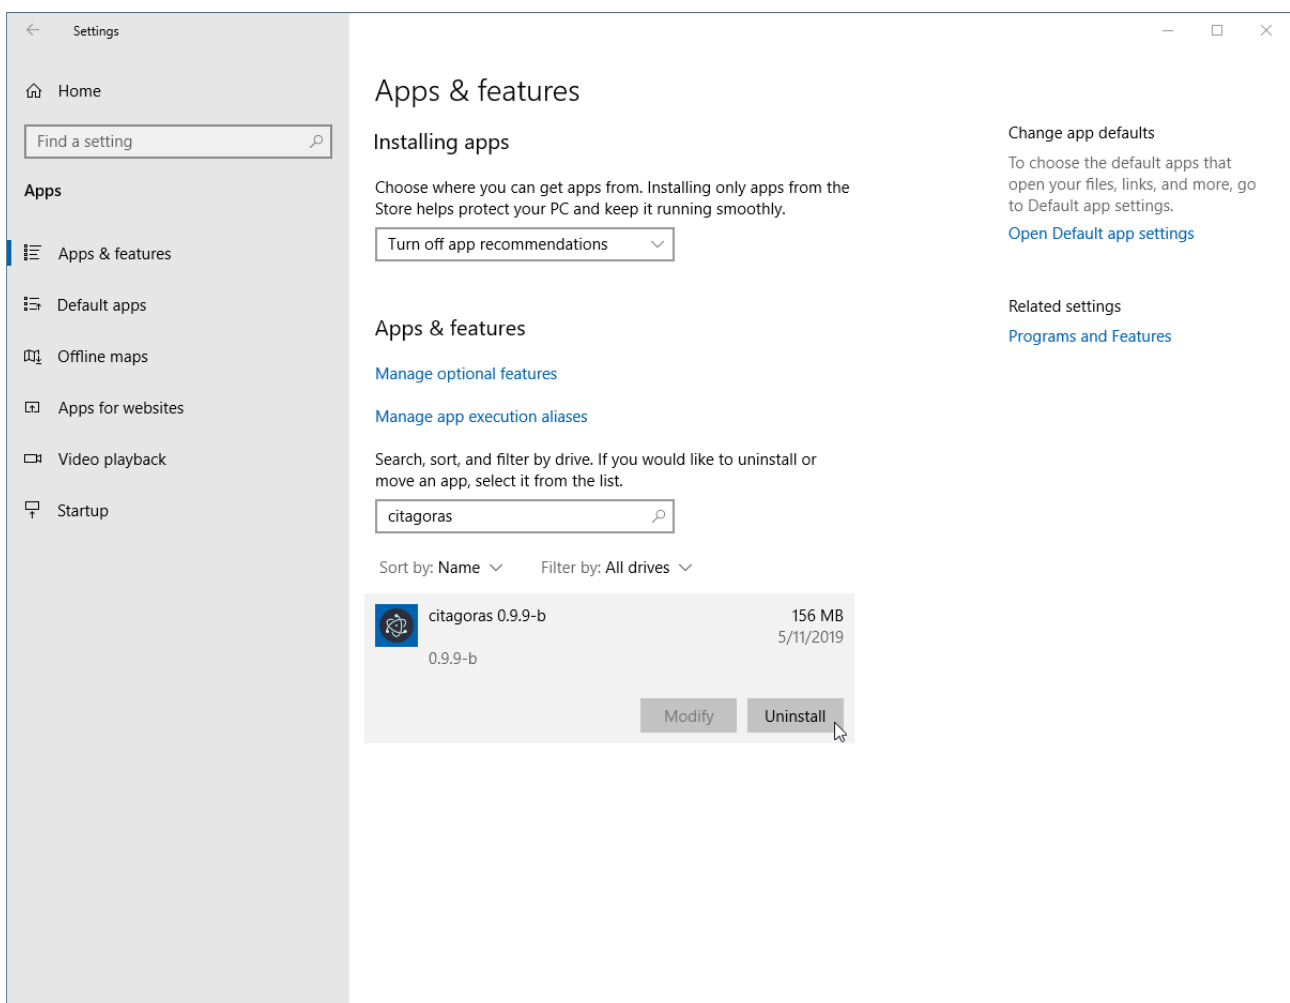 Settings
Home
Find a setting
Apps
Apps & features
Default apps
Offline maps
Apps for websites
Video playback
Startup
Apps & features
Installing apps
Choose where you can get apps from. Installing only apps from the
Store helps protect your PC and keep it running smoothly.
Turn off app recommendations
Apps & features
Manage optional features
Manage app execution aliases
Search, sort, and filter by drive. If you would like to uninstall or
move an app, select it from the list.
citagoras
Sort by: Name Filter by: All drives
citagoras 0.9.9-b 156 MB
5/11/2019
0.9.9-b
Modify Uninstall
Change app defaults
To choose the default apps that
open your files, links, and more, go
to Default app settings.
Open Default app settings
Related settings
Programs and Features